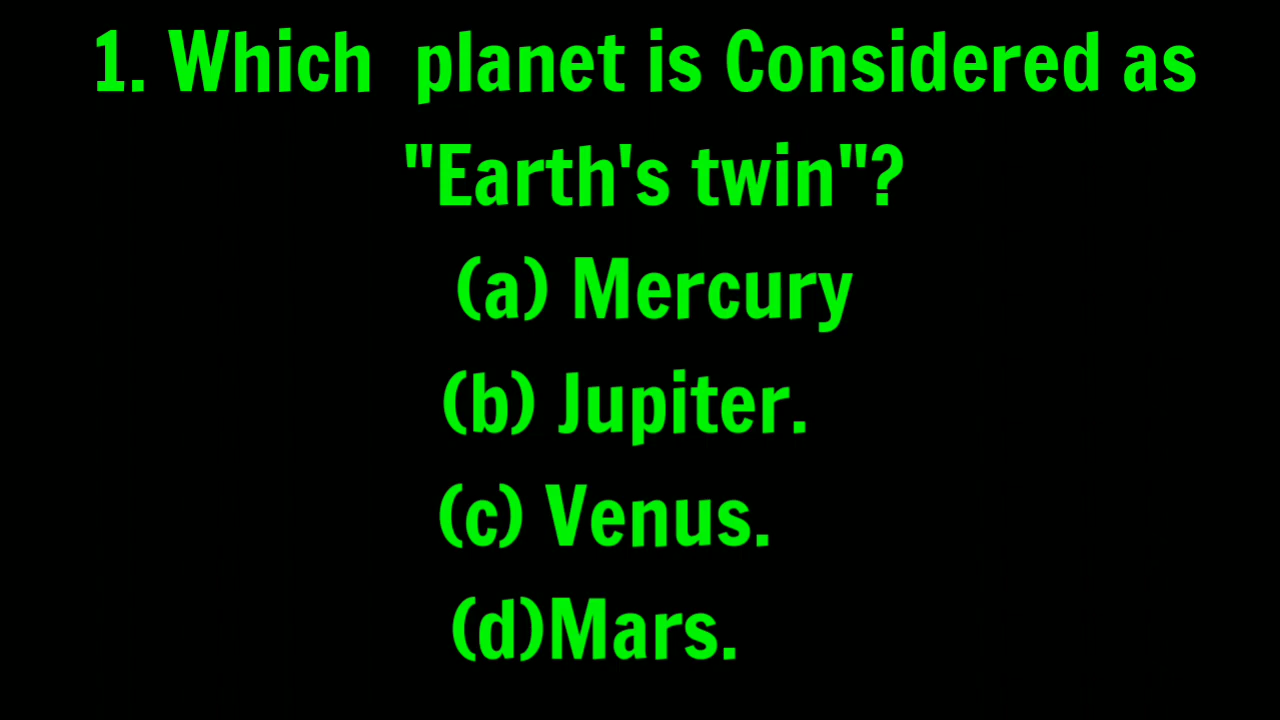 1. Which planet is Considered as
"Earth's twin"?
(a) Mercury
(b) Jupiter.
(c) Venus.
(d)Mars.